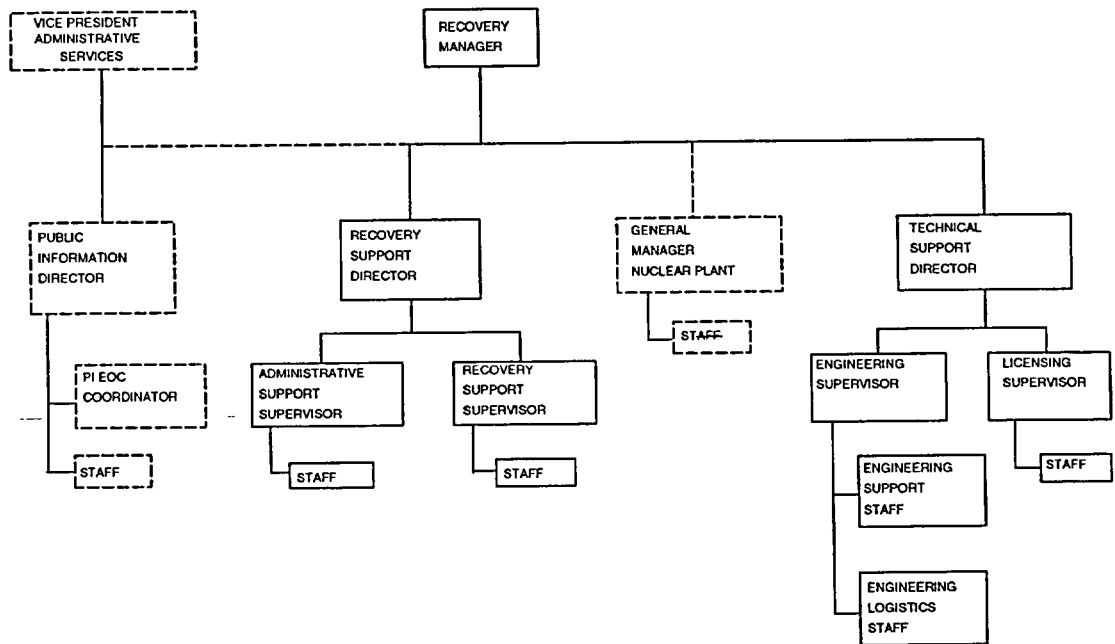 VICE PRESIDENT
ADMINISTRATIVE
SERVICES
RECOVERY
MANAGER
PUBLIC
INFORMATION
DIRECTOR
RECOVERY
SUPPORT
DIRECTOR
GENERAL
MANAGER
NUCLEAR PLANT
TECHNICAL
SUPPORT
DIRECTOR
STAFF
PI EOC
COORDINATOR
ADMINISTRATIVE
SUPPORT
SUPERVISOR
RECOVERY
SUPPORT
SUPERVISOR
ENGINEERING
SUPERVISOR
LICENSING
SUPERVISOR
STAFF
STAFF
STAFF
ENGINEERING
SUPPORT
STAFF
STAFF
ENGINEERING
LOGISTICS
STAFF